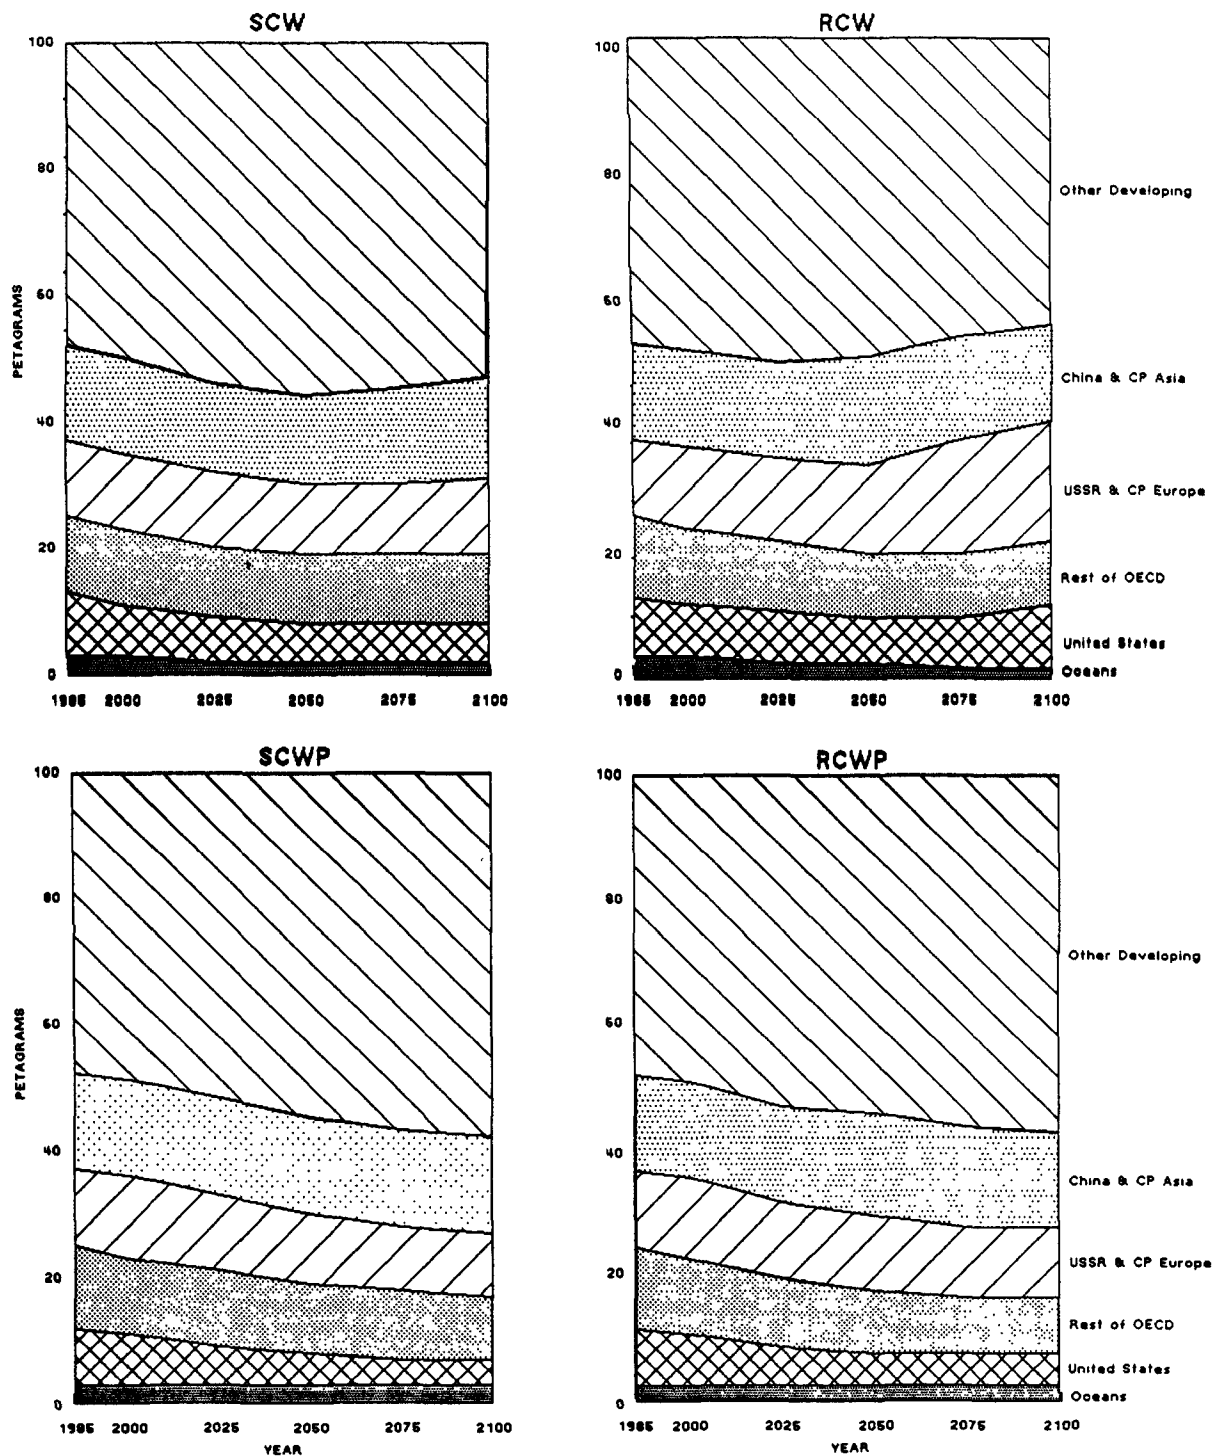 SCW
100
80
60
40
20
0
PETAGRAMS
1985 2000 2025 2050 2075 2100
RCW
100
80
60
40
20
0
1985 2000 2025 2050 2075 2100
Other Developing
China & CP Asia
USSR & CP Europe
Rest of OECD
United States
Oceans
SCWP
100
80
60
40
20
0
PETAGRAMS
1985 2000 2025 2050 2075 2100
YEAR
RCWP
100
80
60
40
20
0
1985 2000 2025 2050 2075 2100
YEAR
Other Developing
China & CP Asia
USSR & CP Europe
Rest of OECD
United States
Oceans